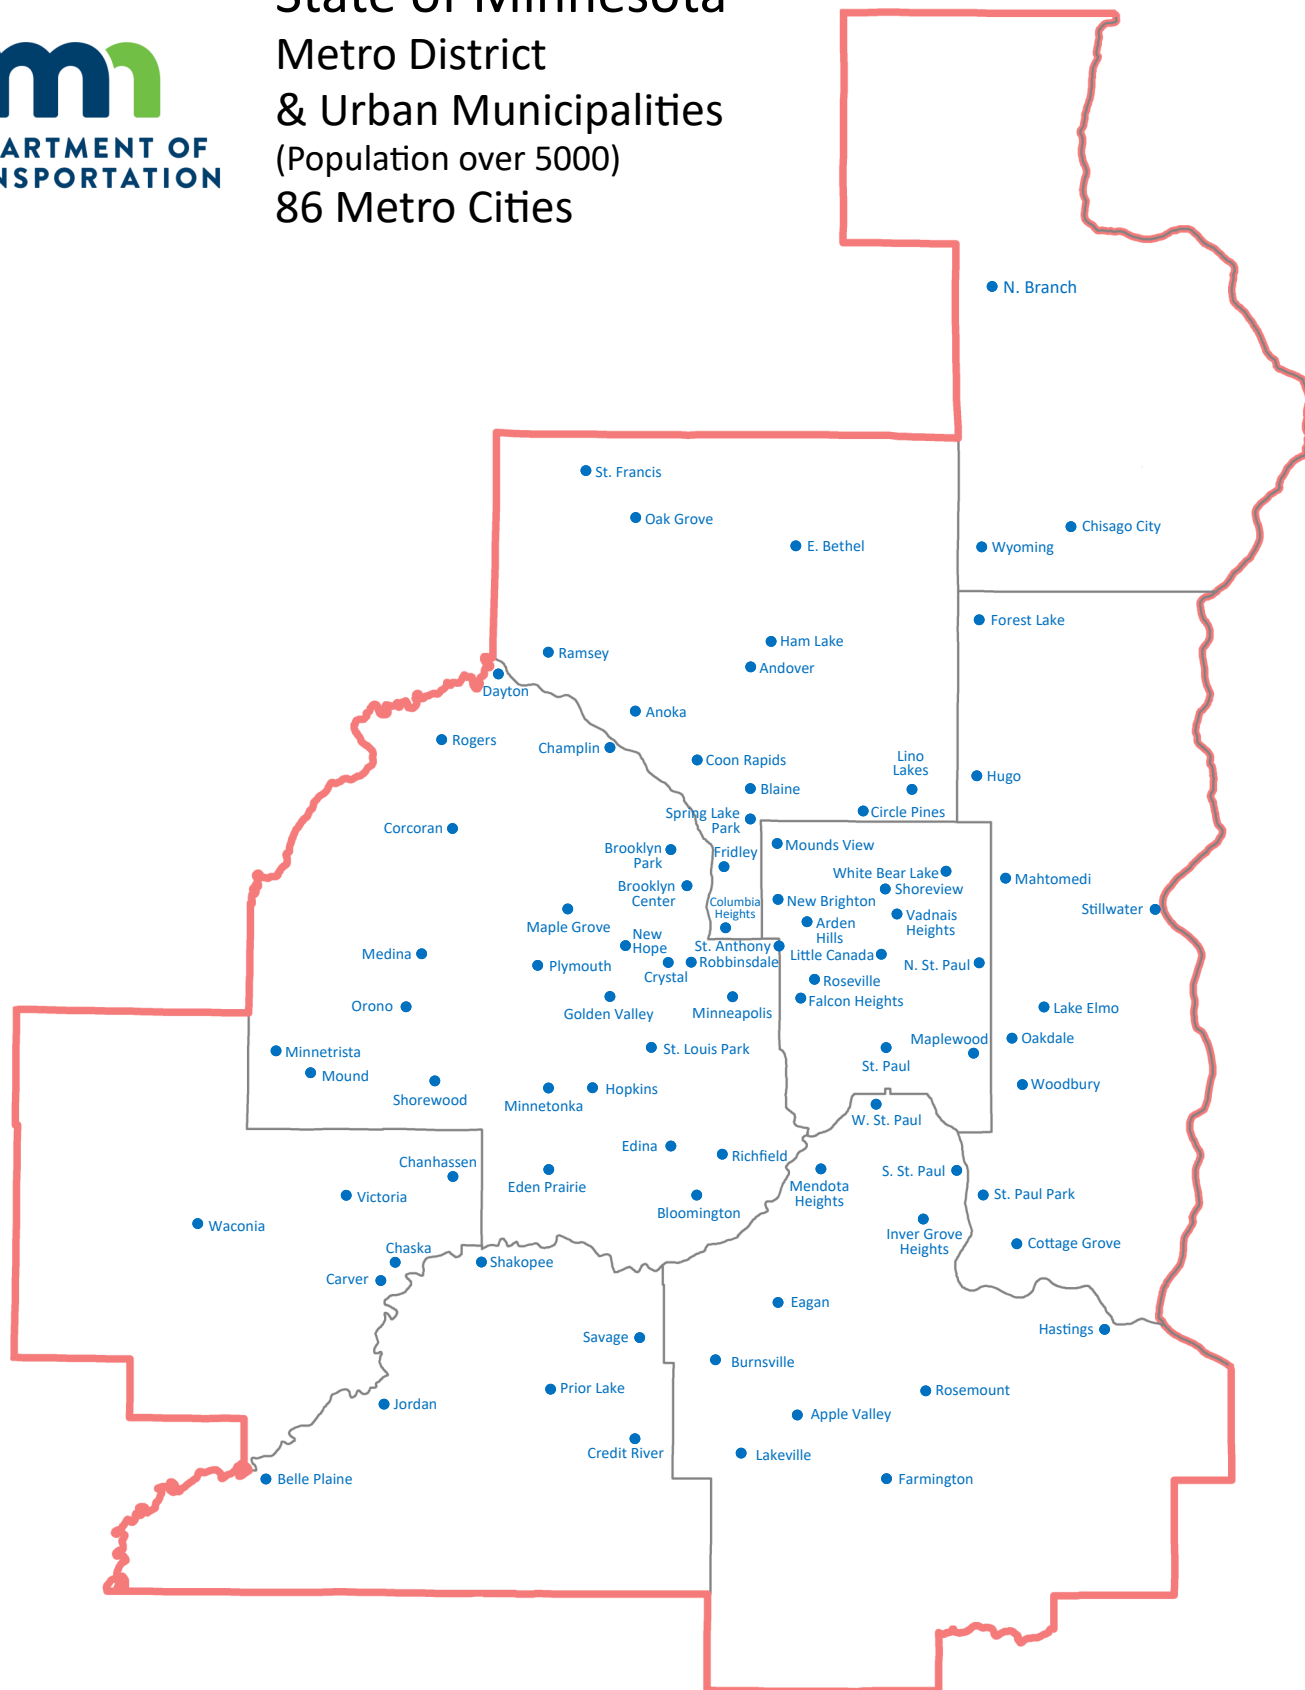 State of Minnesota
Metro District
& Urban Municipalities
(Population over 5000)
86 Metro Cities
mn
ARTMENT OF
NSPORTATION
N. Branch
St. Francis
Oak Grove
E. Bethel
Chisago City
Wyoming
Forest Lake
Ham Lake
Ramsey
Andover
Dayton
Anoka
Rogers
Champlin
Coon Rapids
Lino
Lakes
Hugo
Blaine
Circle Pines
Spring Lake
Park
Corcoran
Mounds View
Brooklyn
Park
Fridley
White Bear Lake
Mahtomedi
Shoreview
Brooklyn
Center
New Brighton
Columbia
Heights
Stillwater
Vadnais
Heights
Arden
Hills
Maple Grove
New
Hope
St. Anthony
Medina
Little Canada
Robbinsdale
N. St. Paul
Plymouth
Crystal
Roseville
Falcon Heights
Orono
Lake Elmo
Golden Valley
Minneapolis
Maplewood
Oakdale
St. Louis Park
Minnetrista
St. Paul
Mound
Woodbury
Hopkins
Shorewood
Minnetonka
W. St. Paul
Edina
Richfield
Chanhassen
S. St. Paul
Eden Prairie
Mendota
Heights
St. Paul Park
Victoria
Bloomington
Waconia
Inver Grove
Heights
Cottage Grove
Chaska
Shakopee
Carver
Eagan
Hastings
Savage
Burnsville
Prior Lake
Rosemount
Jordan
Apple Valley
Credit River
Lakeville
Belle Plaine
Farmington